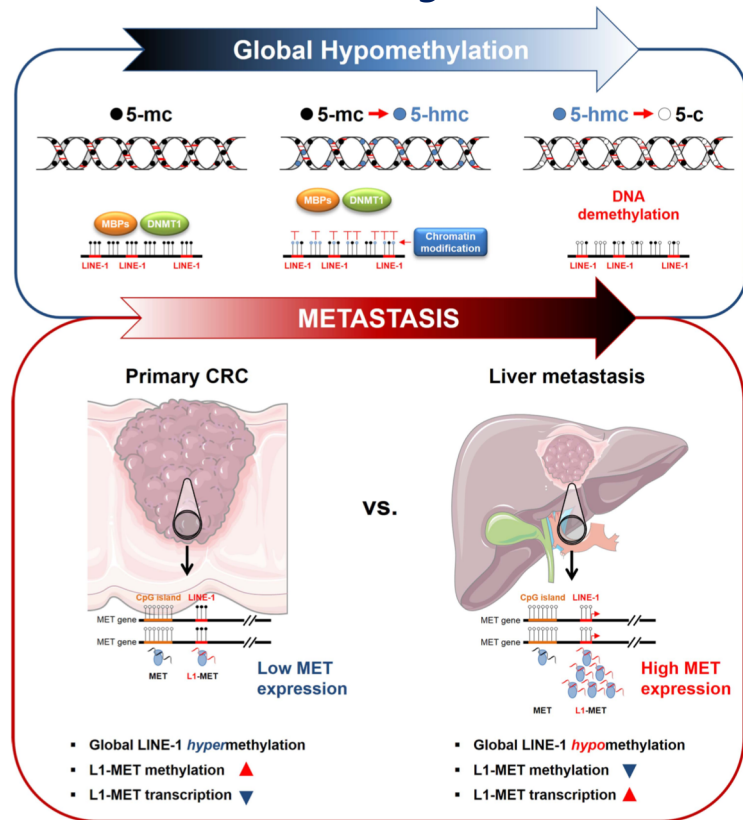 Global Hypomethylation
5-mc
5-mc → 5-hmc
5-hmc → 5-c
MBPs
DNMT1
LINE-1 LINE-1 LINE-1
MBPs
DNMT1
Chromatin
modification
LINE-1 LINE-1 LINE-1
DNA
demethylation
LINE-1 LINE-1 LINE-1
METASTASIS
Primary CRC
vs.
Liver metastasis
CpG island LINE-1
MET gene
MET gene
MET L1-MET
Low MET
expression
CpG island LINE-1
MET gene
MET gene
MET L1-MET
High MET
expression
▪ Global LINE-1 hypermethylation
▪ L1-MET methylation ▲
▪ L1-MET transcription ▼
▪ Global LINE-1 hypomethylation
▪ L1-MET methylation ▼
▪ L1-MET transcription ▲